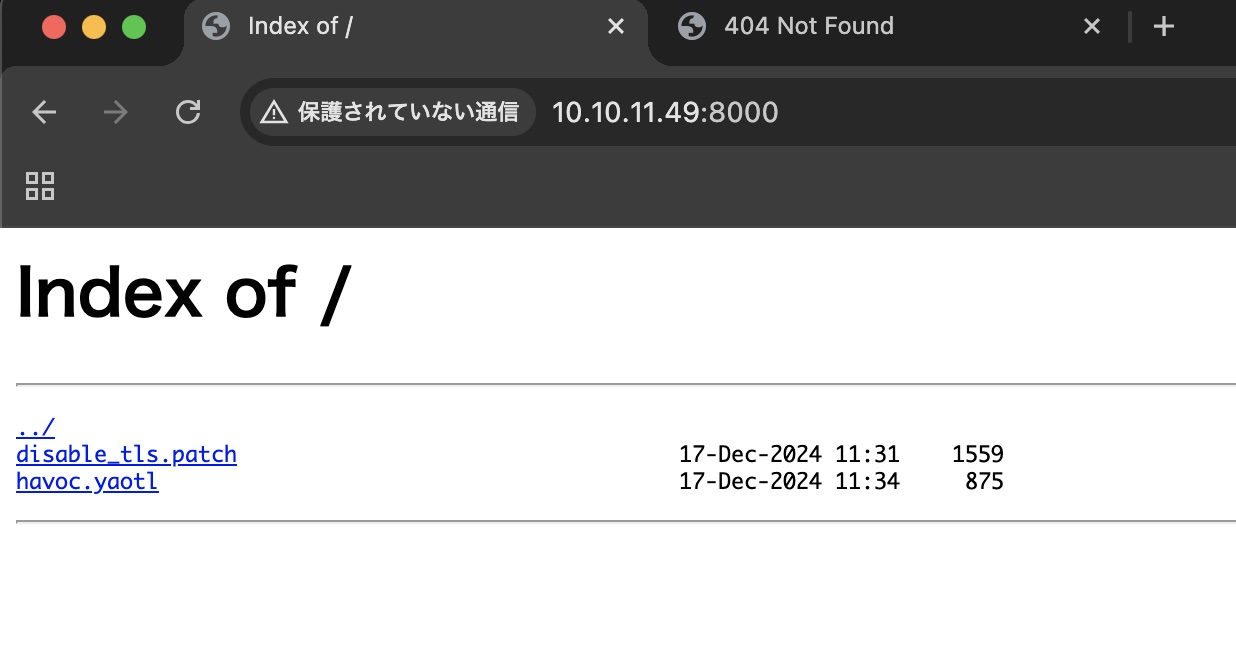 Index of /
404 Not Found
保護されていない通信 10.10.11.49:8000
Index of /
../
disable_tls.patch 17-Dec-2024 11:31 1559
havoc.yaotl 17-Dec-2024 11:34 875